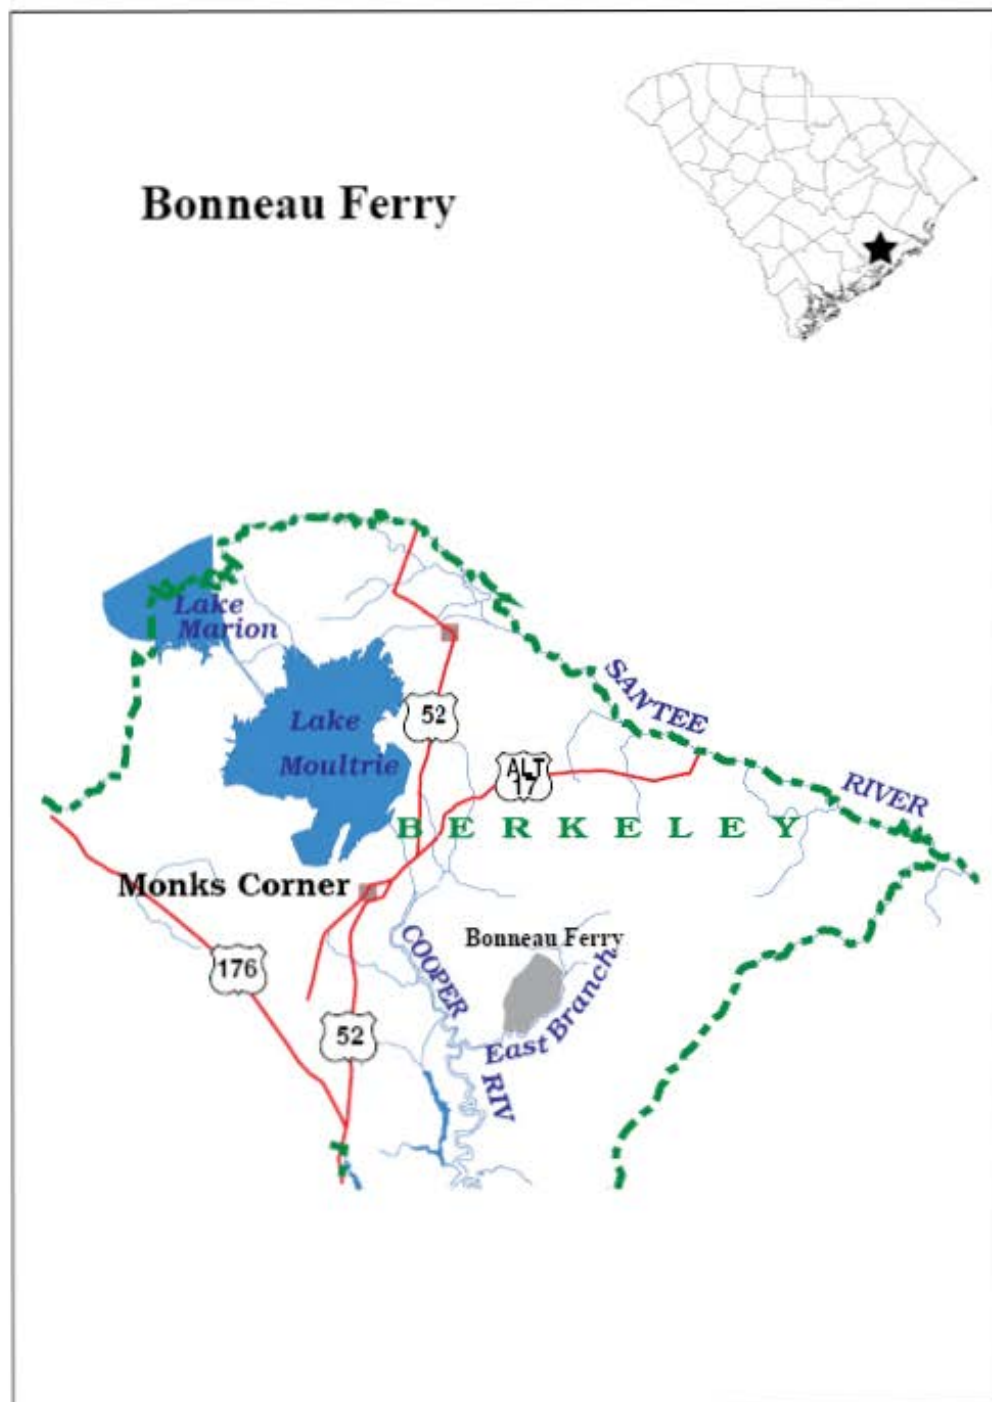 Bonneau Ferry
Lake
Marion
SANTEE
Lake
52
Moultrie
ALT
17
RIVER
BERKELEY
Monks Corner
COOPER
Bonneau Ferry
176
52
East Branch
RIV